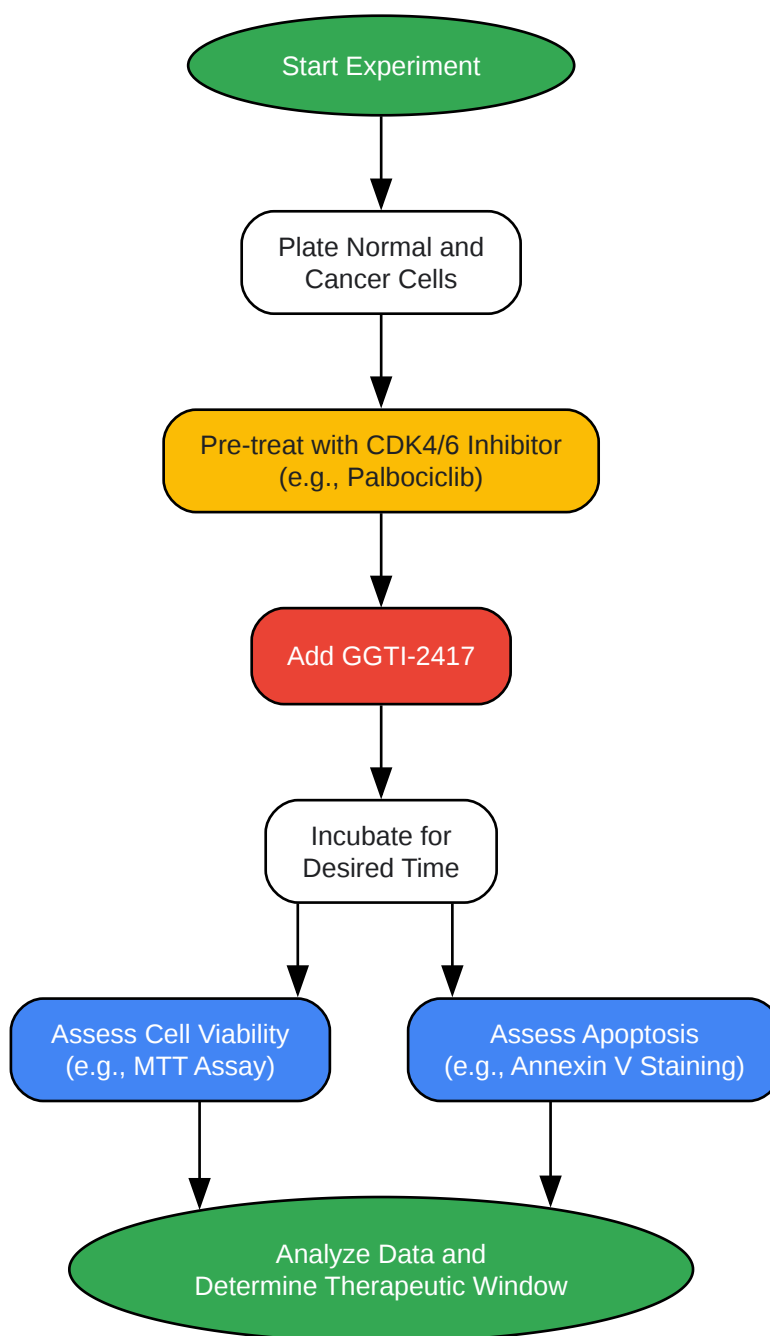 Start Experiment
Plate Normal and
Cancer Cells
Pre-treat with CDK4/6 Inhibitor
(e.g., Palbociclib)
Add GGTI-2417
Incubate for
Desired Time
Assess Cell Viability
(e.g., MTT Assay)
Assess Apoptosis
(e.g., Annexin V Staining)
Analyze Data and
Determine Therapeutic Window